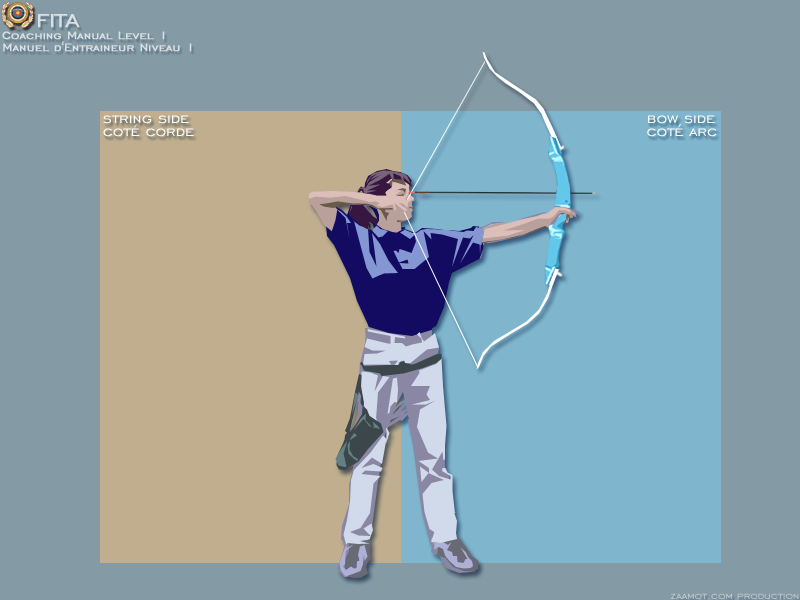 FITA
Coaching Manual Level 1
Manuel d'Entraineur Niveau 1
STRING SIDE
COTÉ CORDE
BOW SIDE
COTÉ ARC
ZAAMOT.COM PRODUCTION